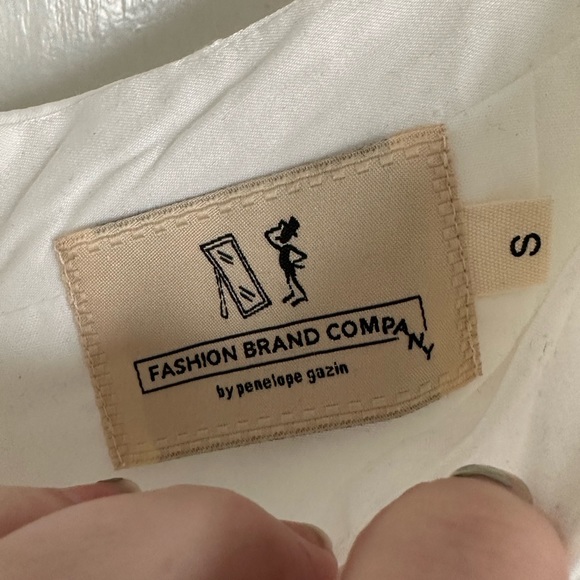 FASHION BRAND COMPANY
by penelope gazin
S